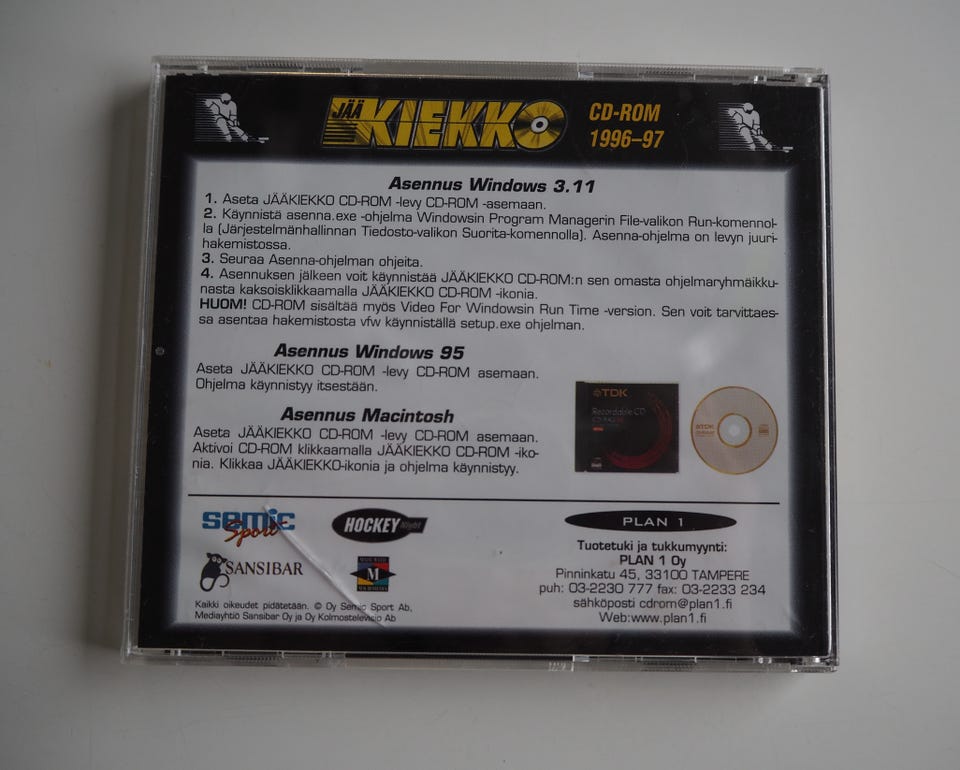 JÄÄ
KIEKKO
CD-ROM
1996–97
Asennus Windows 3.11
1. Aseta JÄÄKIEKKO CD-ROM -levy CD-ROM -asemaan.
2. Käynnistä asenna.exe -ohjelma Windowsin Program Managerin File-valikon Run-komennol-
la (Järjestelmänhallinnan Tiedosto-valikon Suorita-komennolla). Asenna-ohjelma on levyn juuri-
hakemistossa.
3. Seuraa Asenna-ohjelman ohjeita.
4. Asennuksen jälkeen voit käynnistää JÄÄKIEKKO CD-ROM:n sen omasta ohjelmaryhmäikku-
nasta kaksoisklikkaamalla JÄÄKIEKKO CD-ROM -ikonia.
HUOM! CD-ROM sisältää myös Video For Windowsin Run Time -version. Sen voit tarvittaes-
sa asentaa hakemistosta vfw käynniställä setup.exe ohjelman.
Asennus Windows 95
Aseta JÄÄKIEKKO CD-ROM -levy CD-ROM asemaan.
Ohjelma käynnistyy itsestään.
Asennus Macintosh
Aseta JÄÄKIEKKO CD-ROM -levy CD-ROM asemaan.
Aktivoi CD-ROM klikkaamalla JÄÄKIEKKO CD-ROM -iko-
nia. Klikkaa JÄÄKIEKKO-ikonia ja ohjelma käynnistyy.
TDK
Recordable CD
TDK
semic
Sport
HOCKEY Night
SANSIBAR
M
PLAN 1
Tuotetuki ja tukkumyynti:
PLAN 1 Oy
Pinninkatu 45, 33100 TAMPERE
puh: 03-2230 777 fax: 03-2233 234
sähköposti cdrom@plan1.fi
Web:www.plan1.fi
Kaikki oikeudet pidätetään. © Oy Semic Sport Ab,
Mediayhtiö Sansibar Oy ja Oy Kolmostelevisio Ab